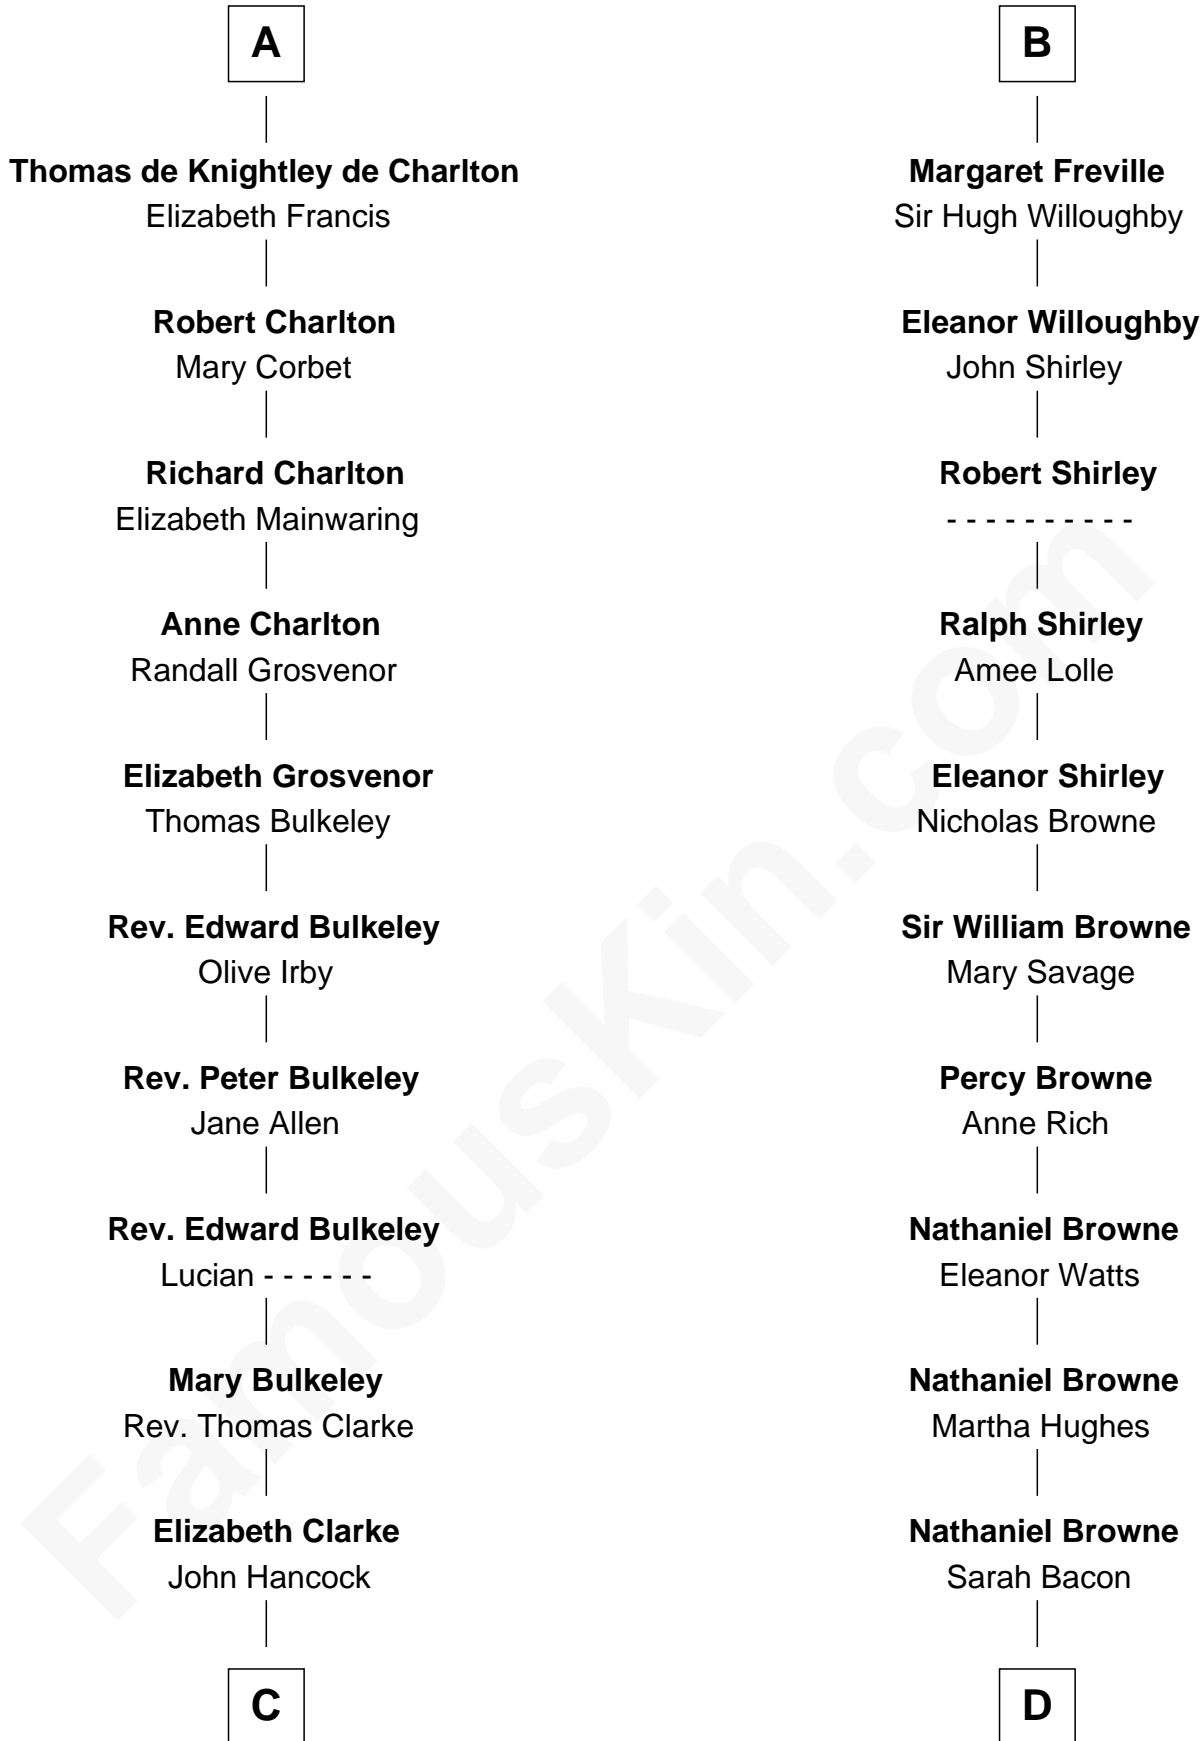 A
Thomas de Knightley de Charlton
Elizabeth Francis
Robert Charlton
Mary Corbet
Richard Charlton
Elizabeth Mainwaring
Anne Charlton
Randall Grosvenor
Elizabeth Grosvenor
Thomas Bulkeley
Rev. Edward Bulkeley
Olive Irby
Rev. Peter Bulkeley
Jane Allen
Rev. Edward Bulkeley
Lucian - - - - - -
Mary Bulkeley
Rev. Thomas Clarke
Elizabeth Clarke
John Hancock
C
B
Margaret Freville
Sir Hugh Willoughby
Eleanor Willoughby
John Shirley
Robert Shirley
- - - - - - - - - -
Ralph Shirley
Amee Lolle
Eleanor Shirley
Nicholas Browne
Sir William Browne
Mary Savage
Percy Browne
Anne Rich
Nathaniel Browne
Eleanor Watts
Nathaniel Browne
Martha Hughes
Nathaniel Browne
Sarah Bacon
D
FamousKin.com